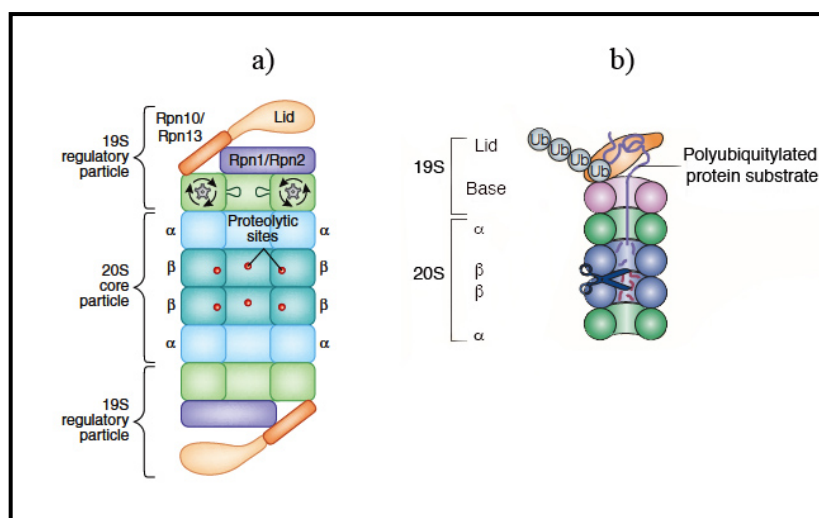 a)
b)
Rpn10/
Rpn13
Lid
19S
regulatory
particle
Rpn1/Rpn2
Proteolytic
sites
α
α
20S
core
particle
β
β
β
β
α
α
19S
regulatory
particle
Ub
Ub
Ub
Ub
Lid
19S
Base
Polyubiquitylated
protein substrate
α
20S
β
β
α